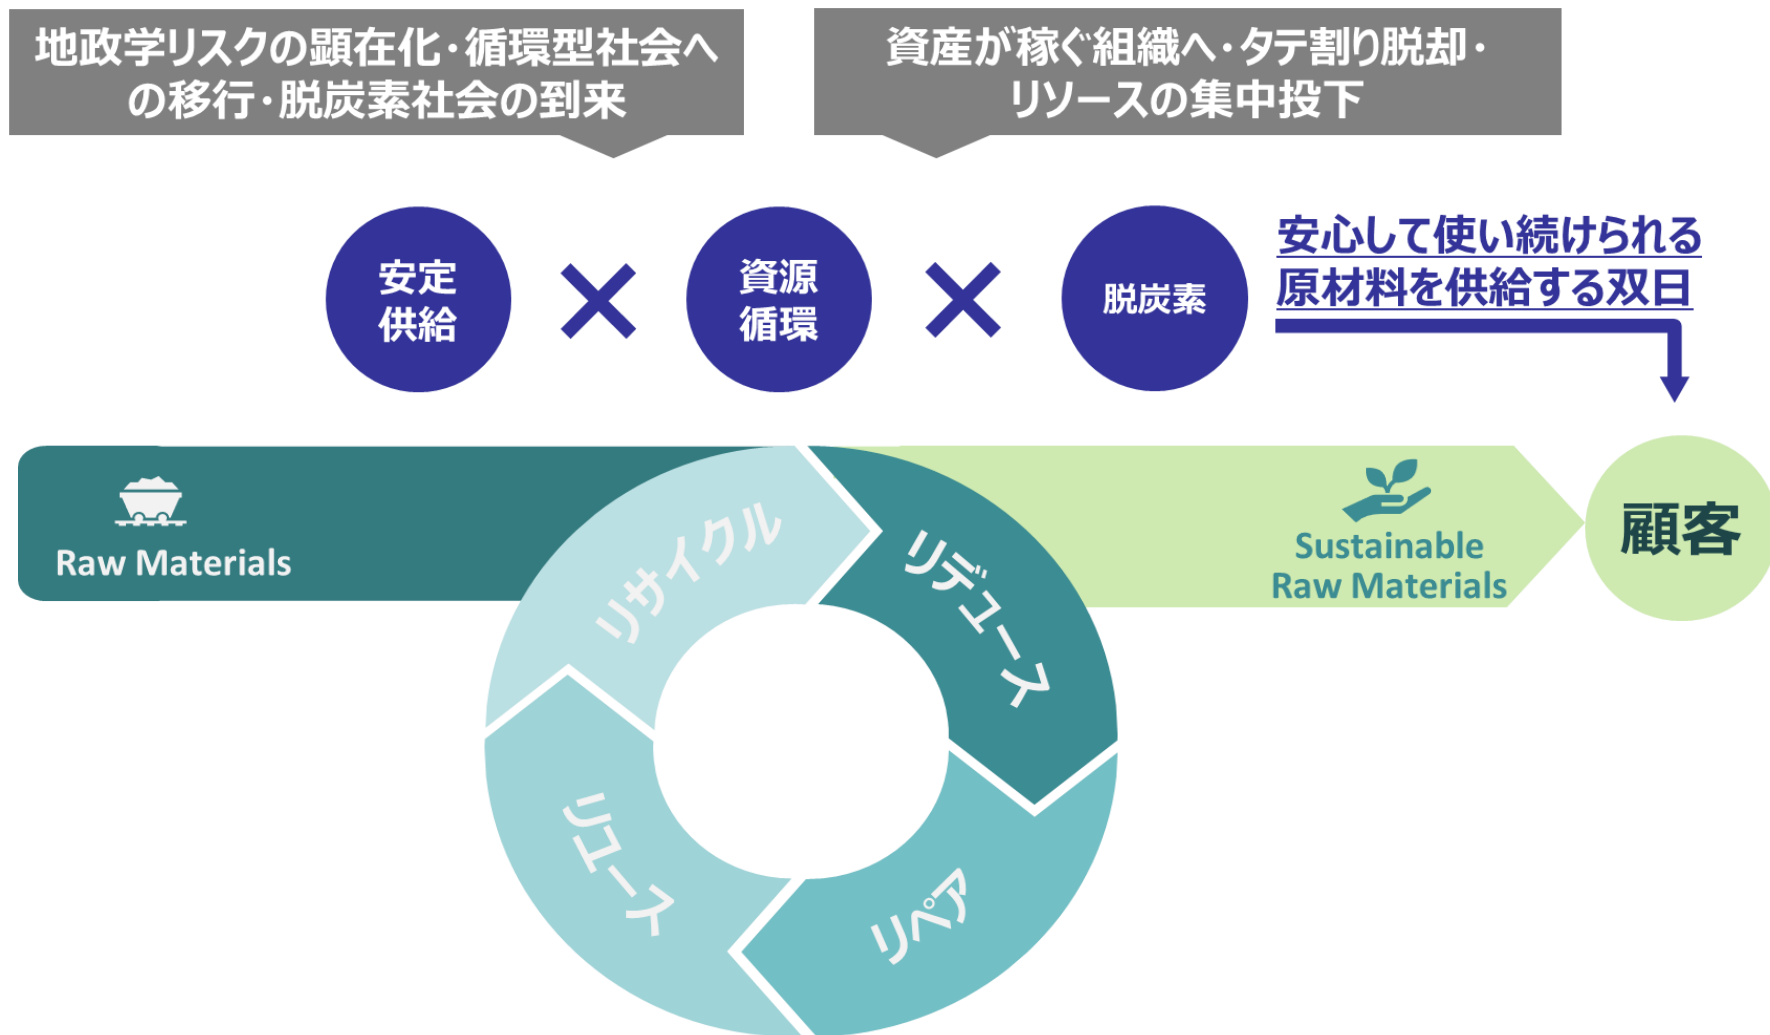 地政学リスクの顕在化・循環型社会へ
の移行・脱炭素社会の到来
資産が稼ぐ組織へ・タテ割り脱却・
リソースの集中投下
安定
供給
資源
循環
脱炭素
安心して使い続けられる
原材料を供給する双日
Raw Materials
リサイクル
リデュース
リペア
リユース
Sustainable
Raw Materials
顧客